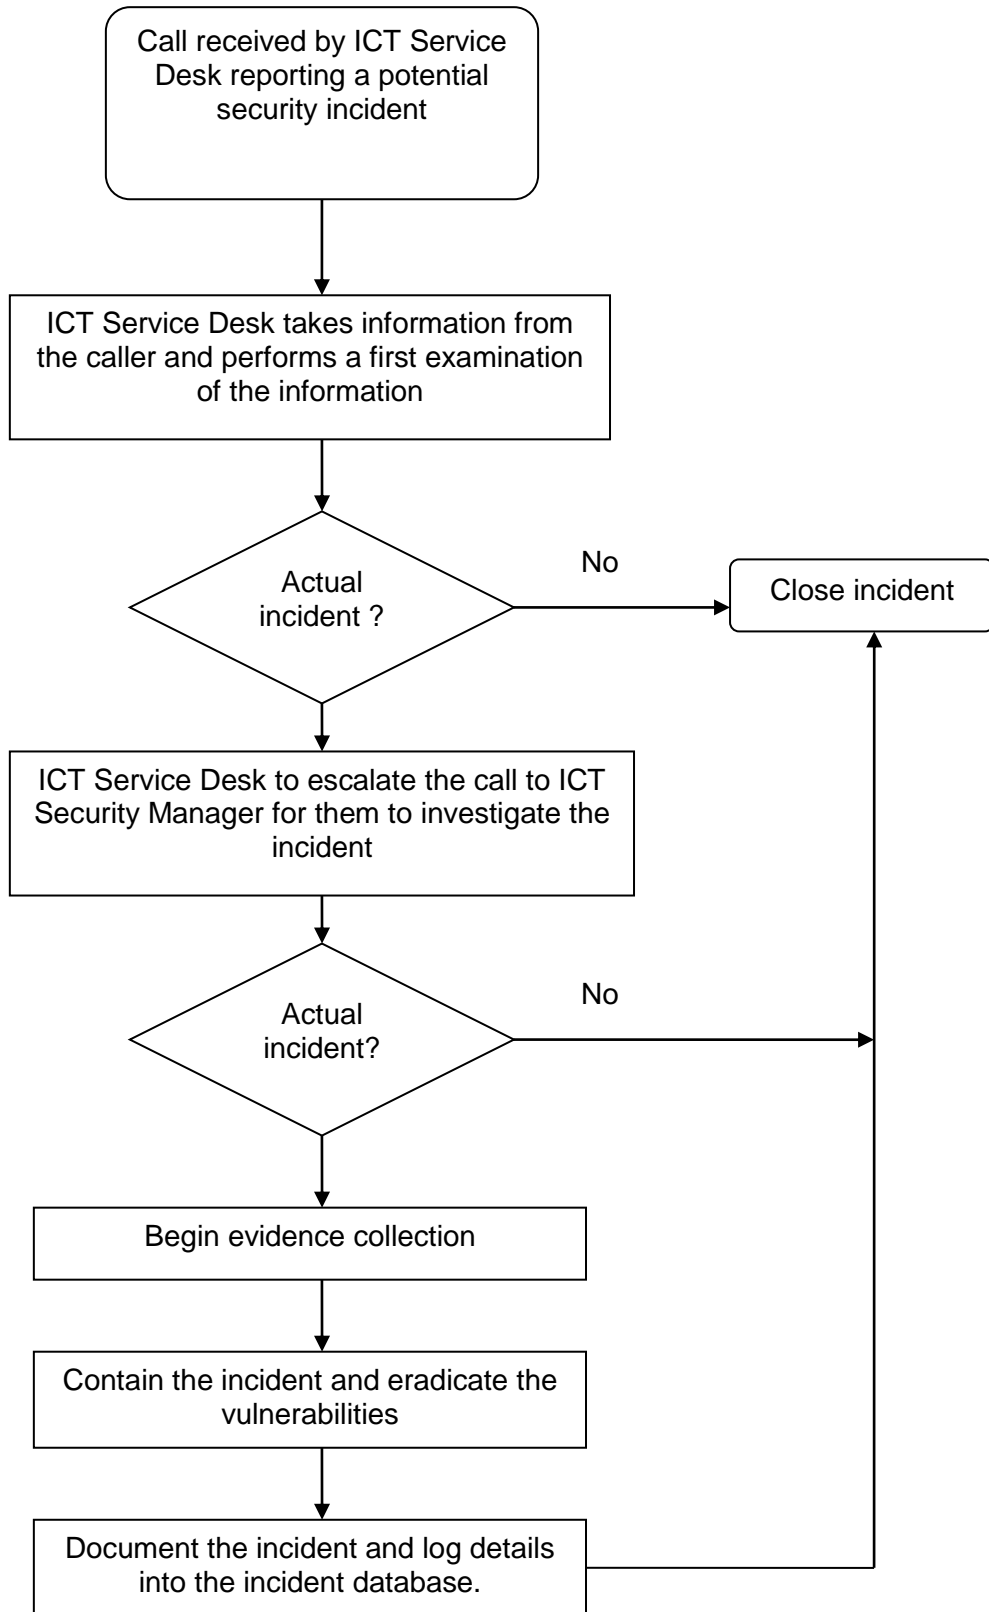 Call received by ICT Service
Desk reporting a potential
security incident
ICT Service Desk takes information from
the caller and performs a first examination
of the information
Actual
incident ?
No
Close incident
ICT Service Desk to escalate the call to ICT
Security Manager for them to investigate the
incident
Actual
incident?
No
Begin evidence collection
Contain the incident and eradicate the
vulnerabilities
Document the incident and log details
into the incident database.